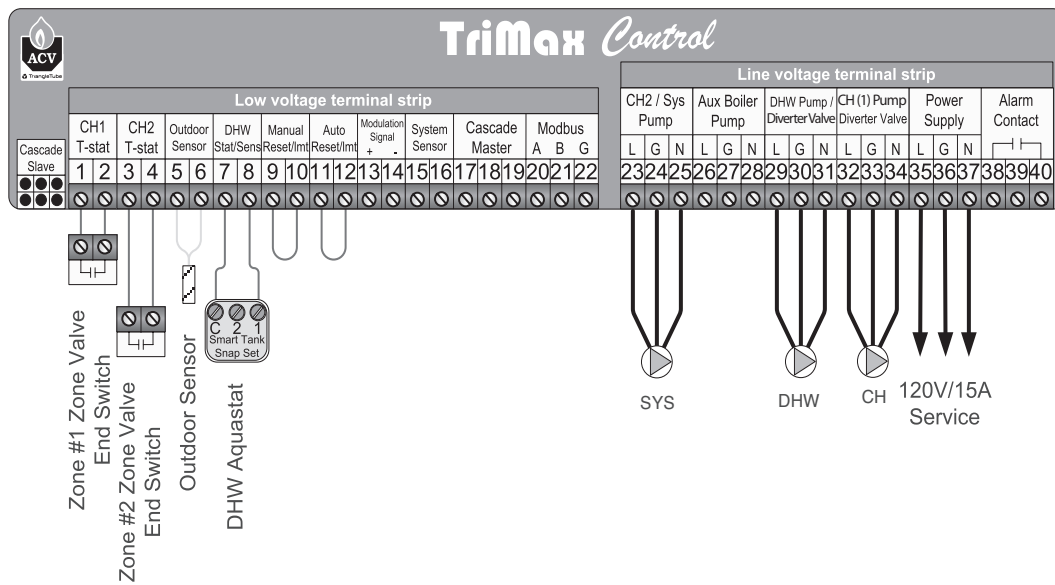 TriMax Control
ACV
TriangleTube
Low voltage terminal strip
Line voltage terminal strip
Cascade
Slave
CH1
T-stat
CH2
T-stat
Outdoor
Sensor
DHW
Stat/Sens
Manual
Reset/lmt
Auto
Reset/lmt
Modulation
Signal
+ -
System
Sensor
Cascade
Master
Modbus
A B G
CH2 / Sys
Pump
L G N
Aux Boiler
Pump
L G N
DHW Pump /
Diverter Valve
L G N
CH (1) Pump
Diverter Valve
L G N
Power
Supply
L G N
Alarm
Contact
1 2 3 4 5 6 7 8 9 10 11 12 13 14 15 16 17 18 19 20 21 22
23 24 25 26 27 28 29 30 31 32 33 34 35 36 37 38 39 40
C 2 1
Smart Tank
Snap Set
Zone #1 Zone Valve
End Switch
Zone #2 Zone Valve
End Switch
Outdoor Sensor
DHW Aquastat
SYS
DHW
CH
120V/15A
Service